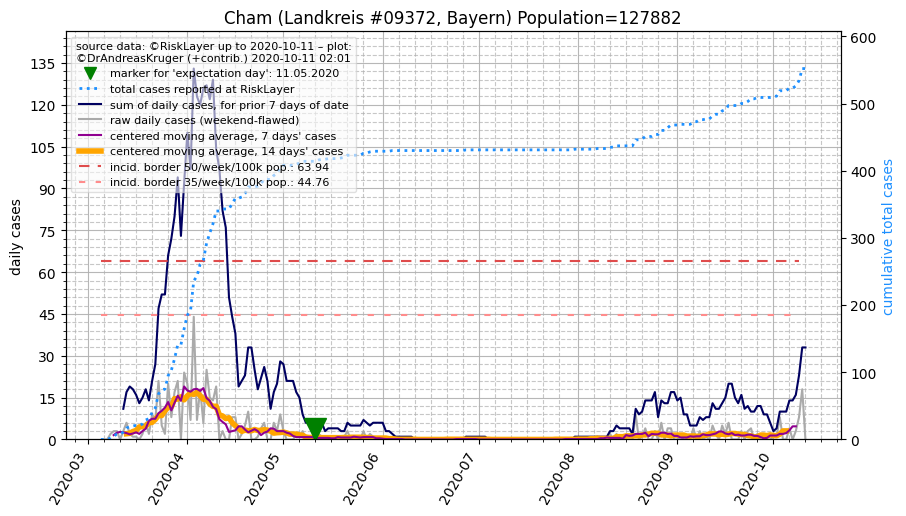 Cham (Landkreis #09372, Bayern) Population=127882
source data: ©RiskLayer up to 2020-10-11 – plot:
©DrAndreasKruger (+contrib.) 2020-10-11 02:01
marker for 'expectation day': 11.05.2020
total cases reported at RiskLayer
sum of daily cases, for prior 7 days of date
raw daily cases (weekend-flawed)
centered moving average, 7 days' cases
centered moving average, 14 days' cases
incid. border 50/week/100k pop.: 63.94
incid. border 35/week/100k pop.: 44.76
daily cases
135
120
105
90
75
60
45
30
15
0
600
500
400
300
200
100
0
cumulative total cases
2020-03
2020-04
2020-05
2020-06
2020-07
2020-08
2020-09
2020-10